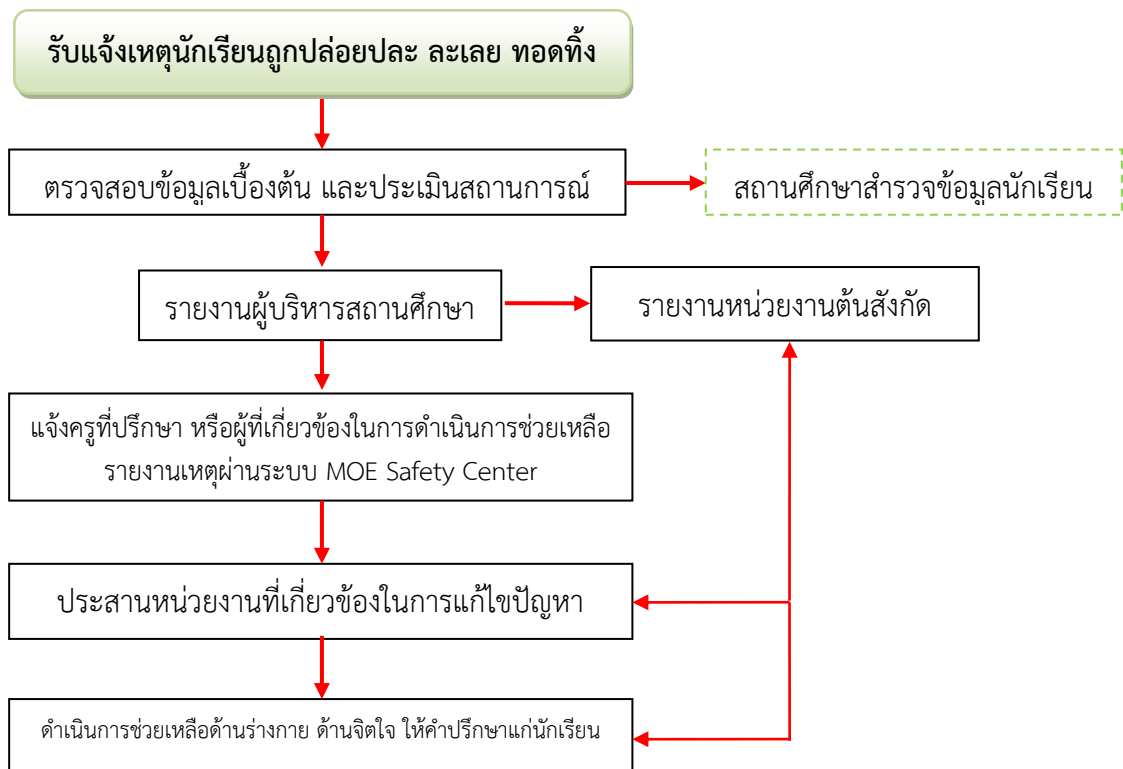 รับแจ้งเหตุนักเรียนถูกปล่อยปละ ละเลย ทอดทิ้ง
ตรวจสอบข้อมูลเบื้องต้น และประเมินสถานการณ์
สถานศึกษาสำรวจข้อมูลนักเรียน
รายงานผู้บริหารสถานศึกษา
รายงานหน่วยงานต้นสังกัด
แจ้งครูที่ปรึกษา หรือผู้ที่เกี่ยวข้องในการดำเนินการช่วยเหลือ
รายงานเหตุผ่านระบบ MOE Safety Center
ประสานหน่วยงานที่เกี่ยวข้องในการแก้ไขปัญหา
ดำเนินการช่วยเหลือด้านร่างกาย ด้านจิตใจ ให้คำปรึกษาแก่นักเรียน